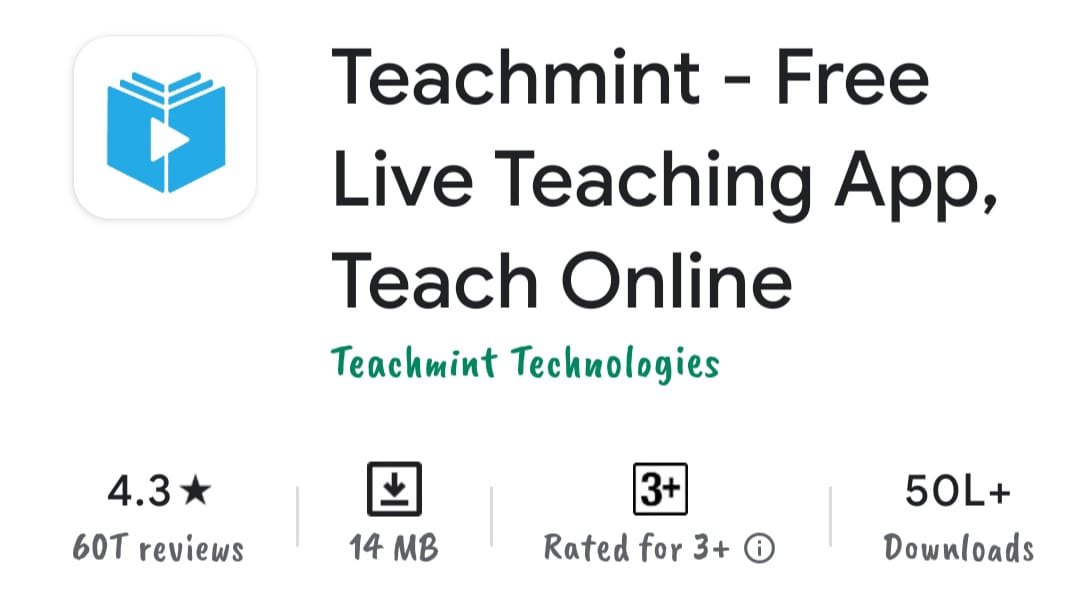 Teachmint - Free
Live Teaching App,
Teach Online
Teachmint Technologies
4.3★
60T reviews
14 MB
3+
Rated for 3+
50L+
Downloads